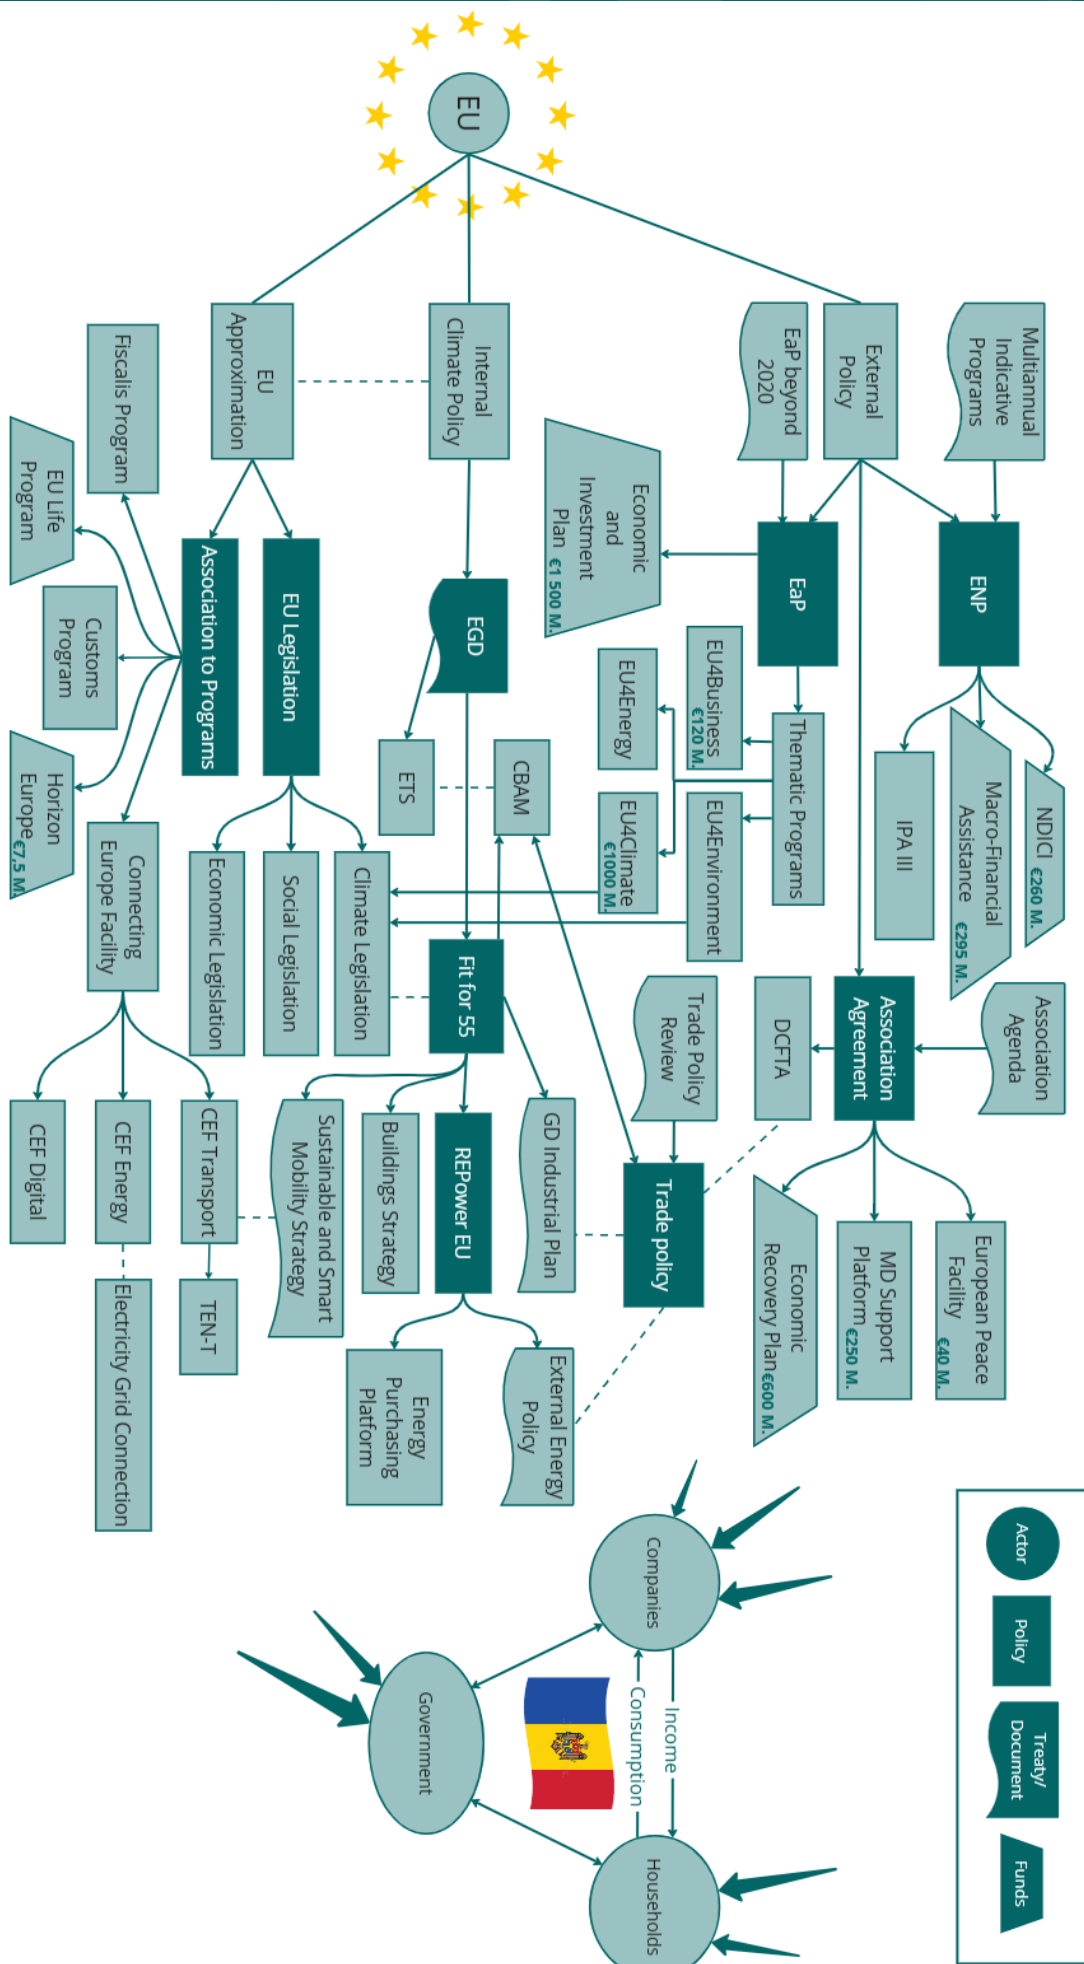 EU
Multiannual
Indicative
Programs
External
Policy
EaP beyond
2020
Internal
Climate Policy
EU
Approximation
Fiscalis Program
ENP
EaP
Economic
and
Investment
Plan €1 500 M.
EGD
EU Legislation
Association to Programs
EU Life
Program
Customs
Program
Horizon
Europe €7,5 M.
NDICI €260 M.
Macro-Financial
Assistance €295 M.
IPA III
Thematic Programs
EU4Business
€120 M.
EU4Energy
EU4Environment
EU4Climate
€1000 M.
CBAM
ETS
Climate Legislation
Social Legislation
Economic Legislation
Connecting
Europe Facility
Association
Agenda
Association
Agreement
DCFTA
Trade Policy
Review
Fit for 55
European Peace
Facility €40 M.
MD Support
Platform €250 M.
Economic
Recovery Plan €600 M.
Trade policy
GD Industrial Plan
REPower EU
Buildings Strategy
Sustainable and Smart
Mobility Strategy
CEF Transport
CEF Energy
CEF Digital
TEN-T
Electricity Grid Connection
External Energy
Policy
Energy
Purchasing
Platform
Actor
Policy
Treaty/
Document
Funds
Companies
Income
Consumption
Households
Government